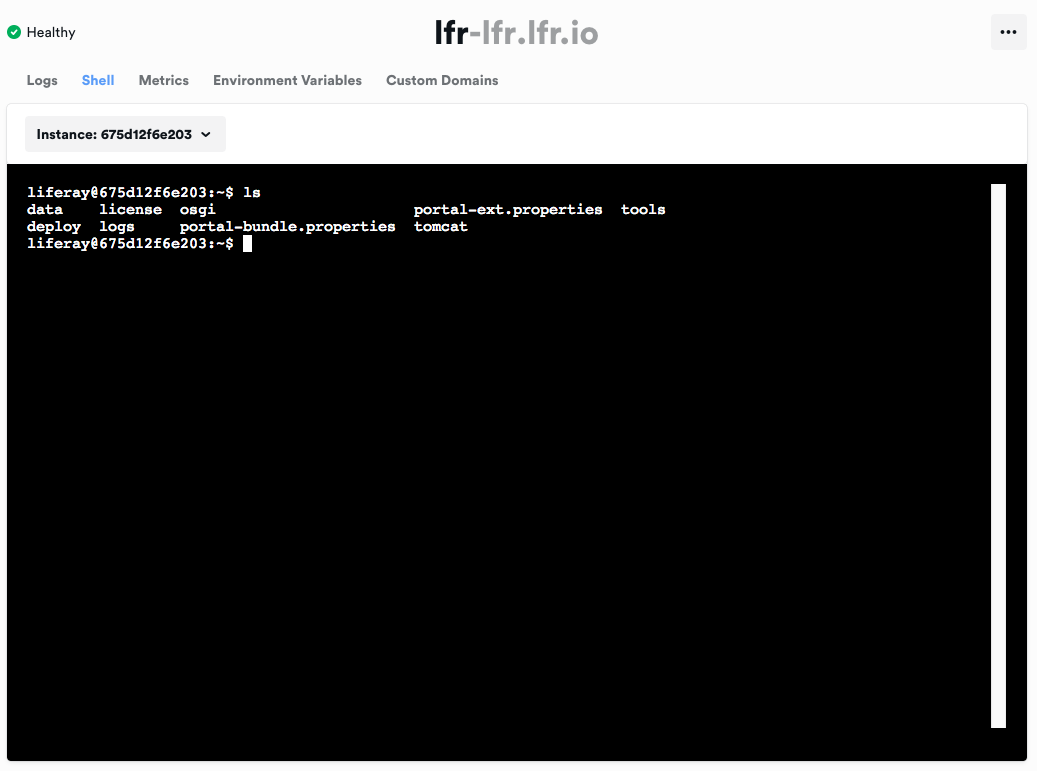 Healthy
lfr-lfr.lfr.io
Logs Shell Metrics Environment Variables Custom Domains
Instance: 675d12f6e203
liferay@675d12f6e203:~$ ls
data license osgi portal-ext.properties tools
deploy logs portal-bundle.properties tomcat
liferay@675d12f6e203:~$